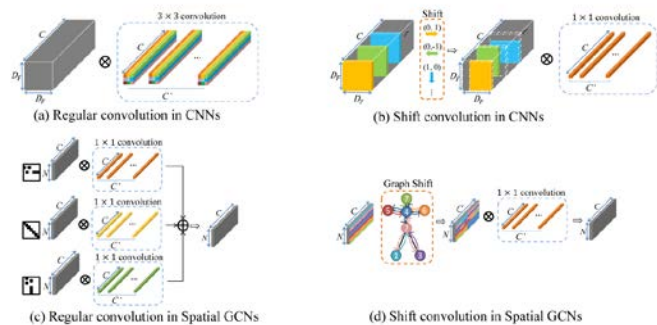 3 × 3 convolution
C
D_F
D_F
C'
...
(a) Regular convolution in CNNs
Shift
(0, 1)
(0,-1)
(1, 0)
1 × 1 convolution
C
D_F
D_F
C'
...
(b) Shift convolution in CNNs
1 × 1 convolution
C
N
C'
...
1 × 1 convolution
C
N
C'
...
1 × 1 convolution
C
N
C'
...
C
N
(c) Regular convolution in Spatial GCNs
Graph Shift
1 × 1 convolution
C
N
C'
...
1
3
(d) Shift convolution in Spatial GCNs